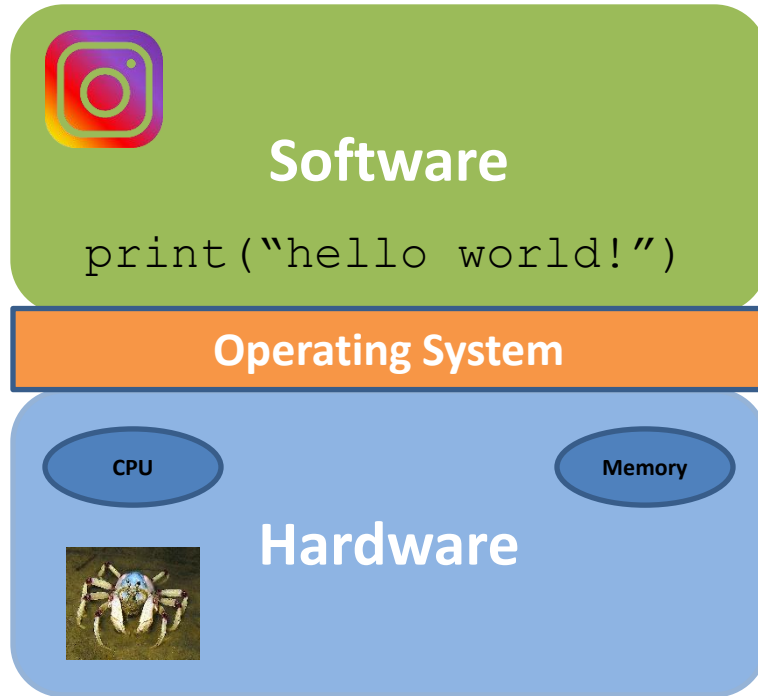 Software
print(“hello world!”)
Operating System
CPU
Memory
Hardware